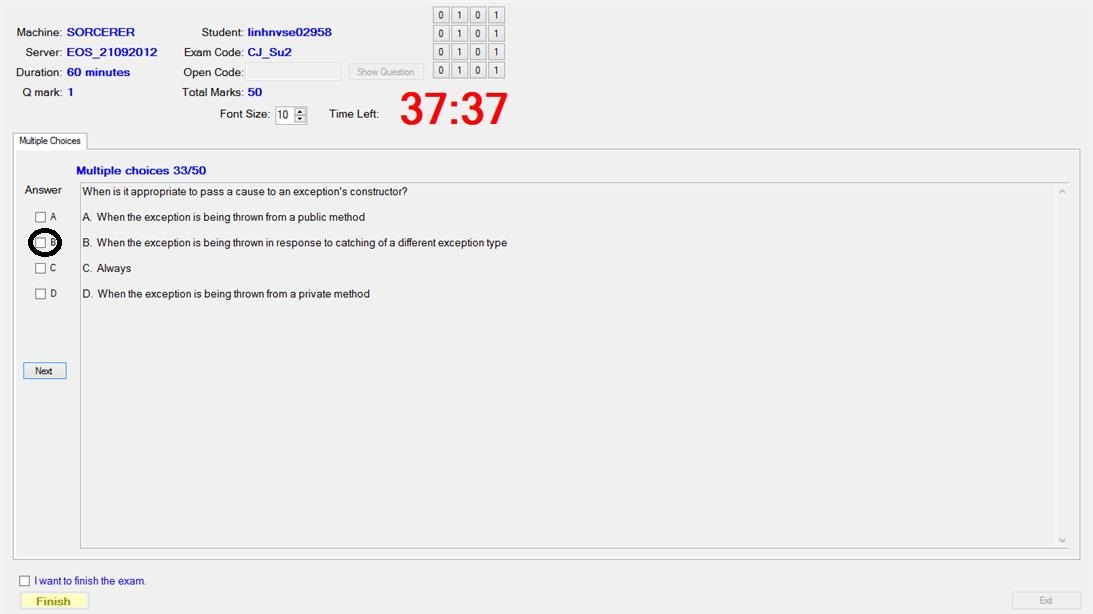 Machine: SORCERER Student: linhnvse02958
Server: EOS_21092012 Exam Code: CJ_Su2
Duration: 60 minutes Open Code: Show Question
Q mark: 1 Total Marks: 50
0 1 0 1
0 1 0 1
0 1 0 1
0 1 0 1
Font Size: 10 Time Left: 37:37
Multiple Choices
Multiple choices 33/50
Answer
When is it appropriate to pass a cause to an exception's constructor?
A A. When the exception is being thrown from a public method
B B. When the exception is being thrown in response to catching of a different exception type
C C. Always
D D. When the exception is being thrown from a private method
Next
I want to finish the exam.
Finish Exit